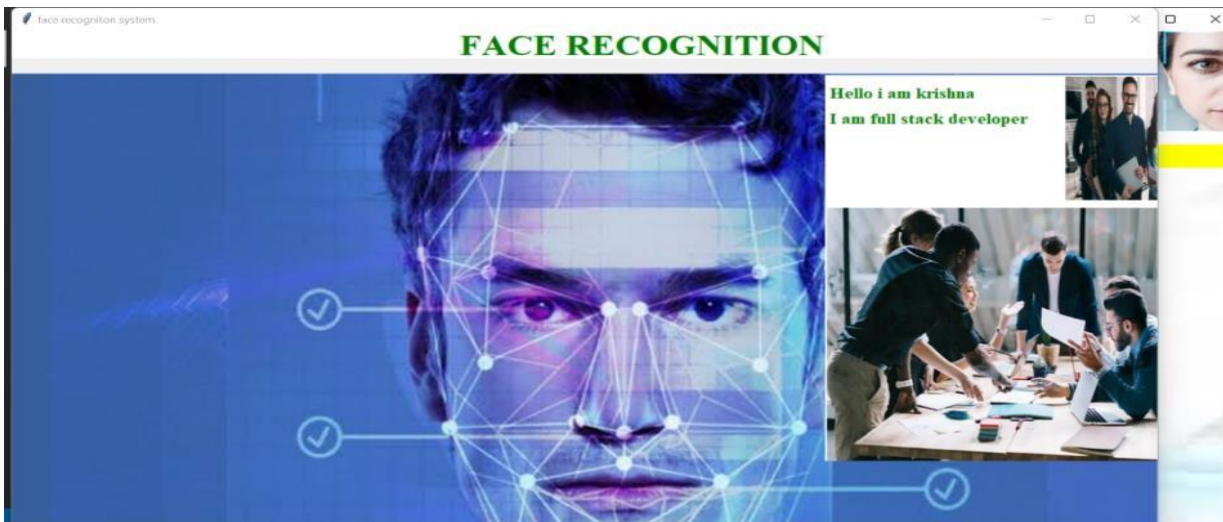 face recogniton system.
FACE RECOGNITION
Hello i am krishna
I am full stack developer